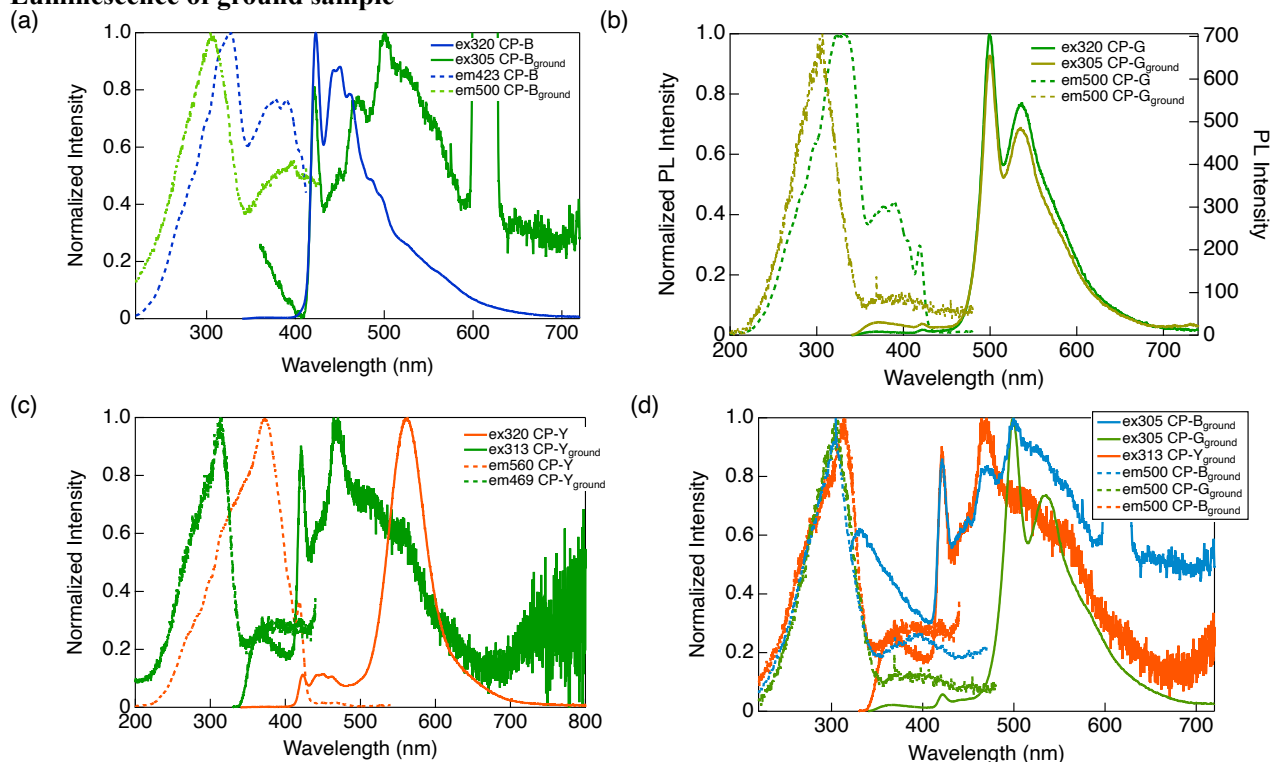 Luminescence of ground sample
(a)
Normalized Intensity
1.0
0.8
0.6
0.4
0.2
0
300 400 500 600 700
Wavelength (nm)
ex320 CP-B
ex305 CP-Bground
em423 CP-B
em500 CP-Bground
(b)
Normalized PL Intensity
1.0
0.8
0.6
0.4
0.2
0
200 300 400 500 600 700
Wavelength (nm)
ex320 CP-G
ex305 CP-Gground
em500 CP-G
em500 CP-Gground
700
600
500
400
300
200
100
0
PL Intensity
(c)
Normalized Intensity
1.0
0.8
0.6
0.4
0.2
0
200 300 400 500 600 700 800
Wavelength (nm)
ex320 CP-Y
ex313 CP-Yground
em560 CP-Y
em469 CP-Yground
(d)
Normalized Intensity
1.0
0.8
0.6
0.4
0.2
0
300 400 500 600 700
Wavelength (nm)
ex305 CP-Bground
ex305 CP-Gground
ex313 CP-Yground
em500 CP-Bground
em500 CP-Gground
em500 CP-Bground